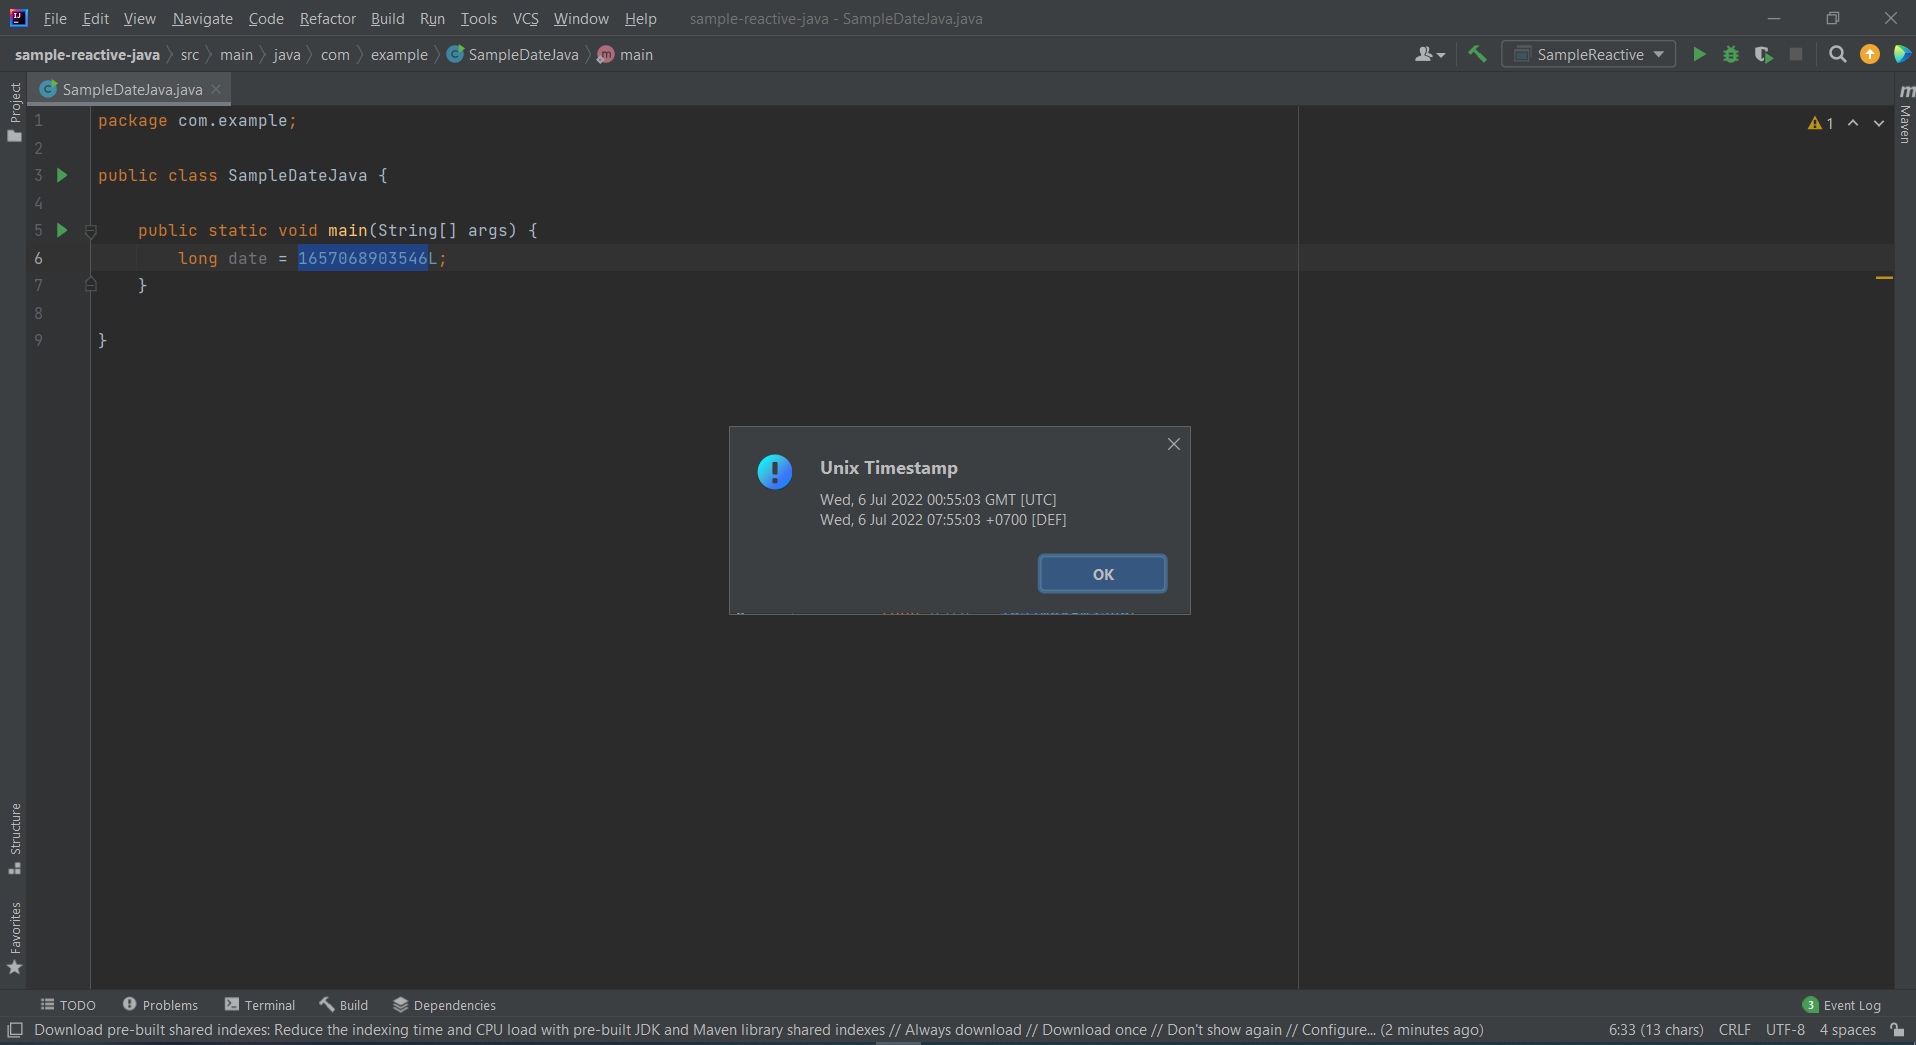 File Edit View Navigate Code Refactor Build Run Tools VCS Window Help sample-reactive-java - SampleDateJava.java
sample-reactive-java src main java com example SampleDateJava main SampleReactive
Project
SampleDateJava.java
Maven
1 package com.example;
1
2
3 public class SampleDateJava {
4
5 public static void main(String[] args) {
6 long date = 1657068903546L;
7 }
8
9 }
Unix Timestamp
Wed, 6 Jul 2022 00:55:03 GMT [UTC]
Wed, 6 Jul 2022 07:55:03 +0700 [DEF]
OK
Structure
Favorites
TODO Problems Terminal Build Dependencies 3 Event Log
Download pre-built shared indexes: Reduce the indexing time and CPU load with pre-built JDK and Maven library shared indexes // Always download // Download once // Don't show again // Configure... (2 minutes ago) 6:33 (13 chars) CRLF UTF-8 4 spaces